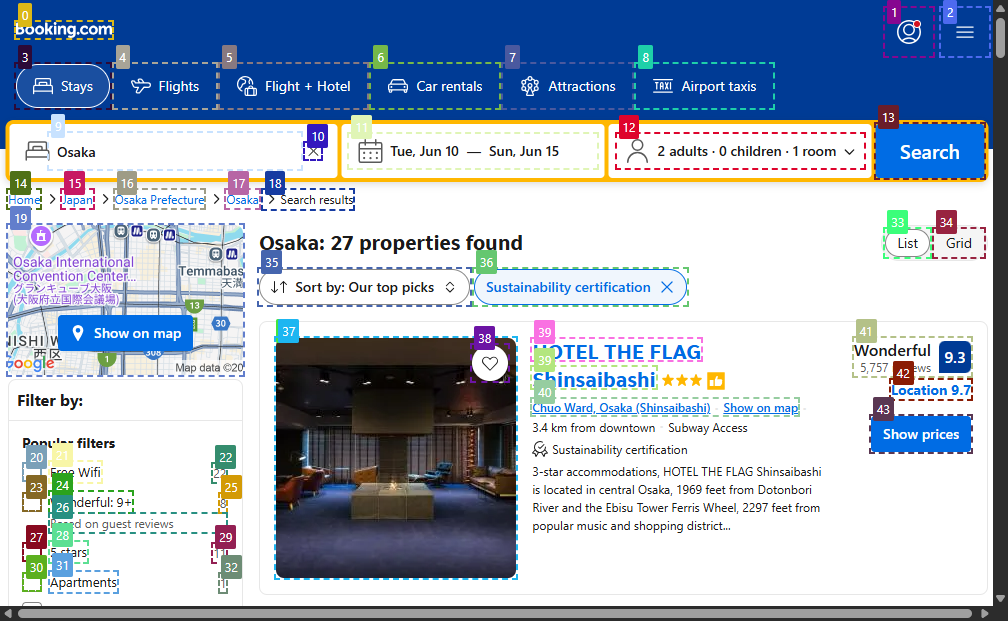 booking.com
Stays
Flights
Flight + Hotel
Car rentals
Attractions
Airport taxis
Osaka
Tue, Jun 10 — Sun, Jun 15
2 adults · 0 children · 1 room
Search
Home
Japan
Osaka Prefecture
Osaka
Search results
Osaka International
Convention Center...
グランキューブ大阪
(大阪府立国際会議場)
Temmabas
天満
13
30
西区
308
1
Show on map
Google
Map data ©20
Filter by:
Popular filters
Free Wifi
Wonderful: 9+
Based on guest reviews
5 stars
Apartments
Osaka: 27 properties found
List
Grid
Sort by: Our top picks
Sustainability certification
HOTEL THE FLAG
Shinsaibashi
Chuo Ward, Osaka (Shinsaibashi)
Show on map
3.4 km from downtown · Subway Access
Sustainability certification
3-star accommodations, HOTEL THE FLAG Shinsaibashi
is located in central Osaka, 1969 feet from Dotonbori
River and the Ebisu Tower Ferris Wheel, 2297 feet from
popular music and shopping district...
Wonderful
9.3
Location 9.7
Show prices
0
1
2
3
4
5
6
7
8
9
10
11
12
13
14
15
16
17
18
19
20
21
22
23
24
25
26
27
28
29
30
31
32
33
34
35
36
37
38
39
39
40
41
42
43